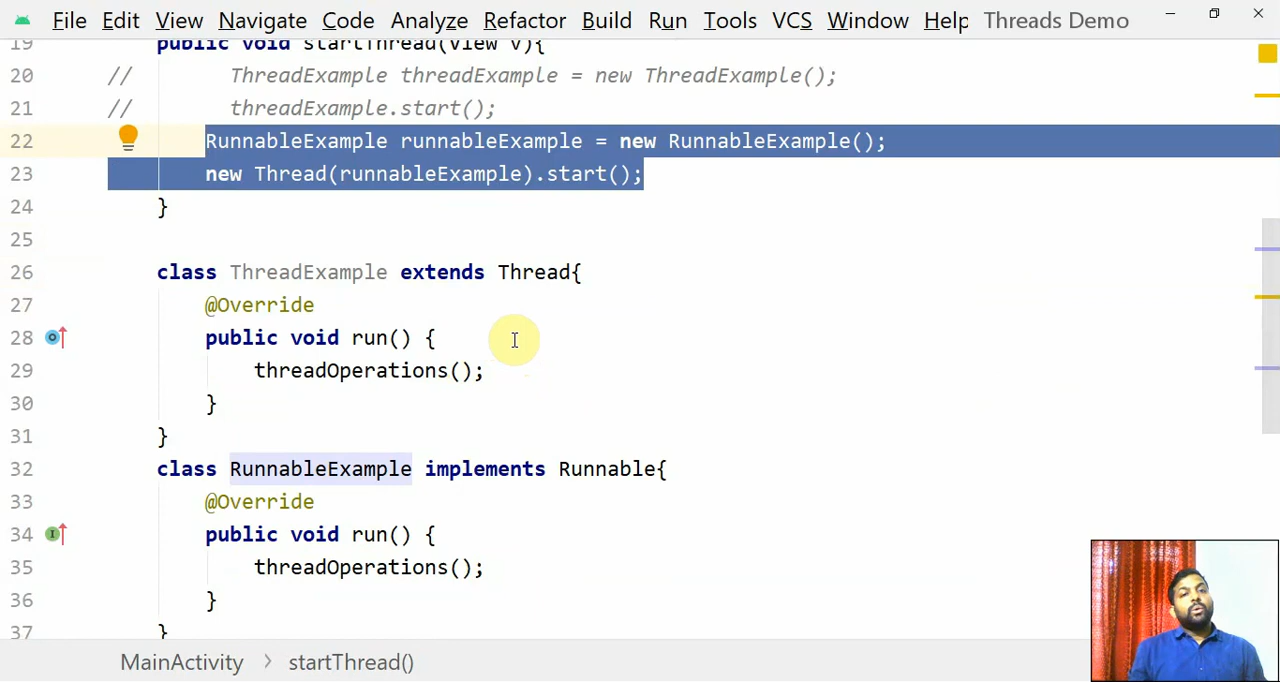 File Edit View Navigate Code Analyze Refactor Build Run Tools VCS Window Help Threads Demo
19 public void startThread(View v){
20 // ThreadExample threadExample = new ThreadExample();
21 // threadExample.start();
22 RunnableExample runnableExample = new RunnableExample();
23 new Thread(runnableExample).start();
24 }
25
26 class ThreadExample extends Thread{
27 @Override
28 public void run() {
29 threadOperations();
30 }
31 }
32 class RunnableExample implements Runnable{
33 @Override
34 public void run() {
35 threadOperations();
36 }
37 }
MainActivity > startThread()